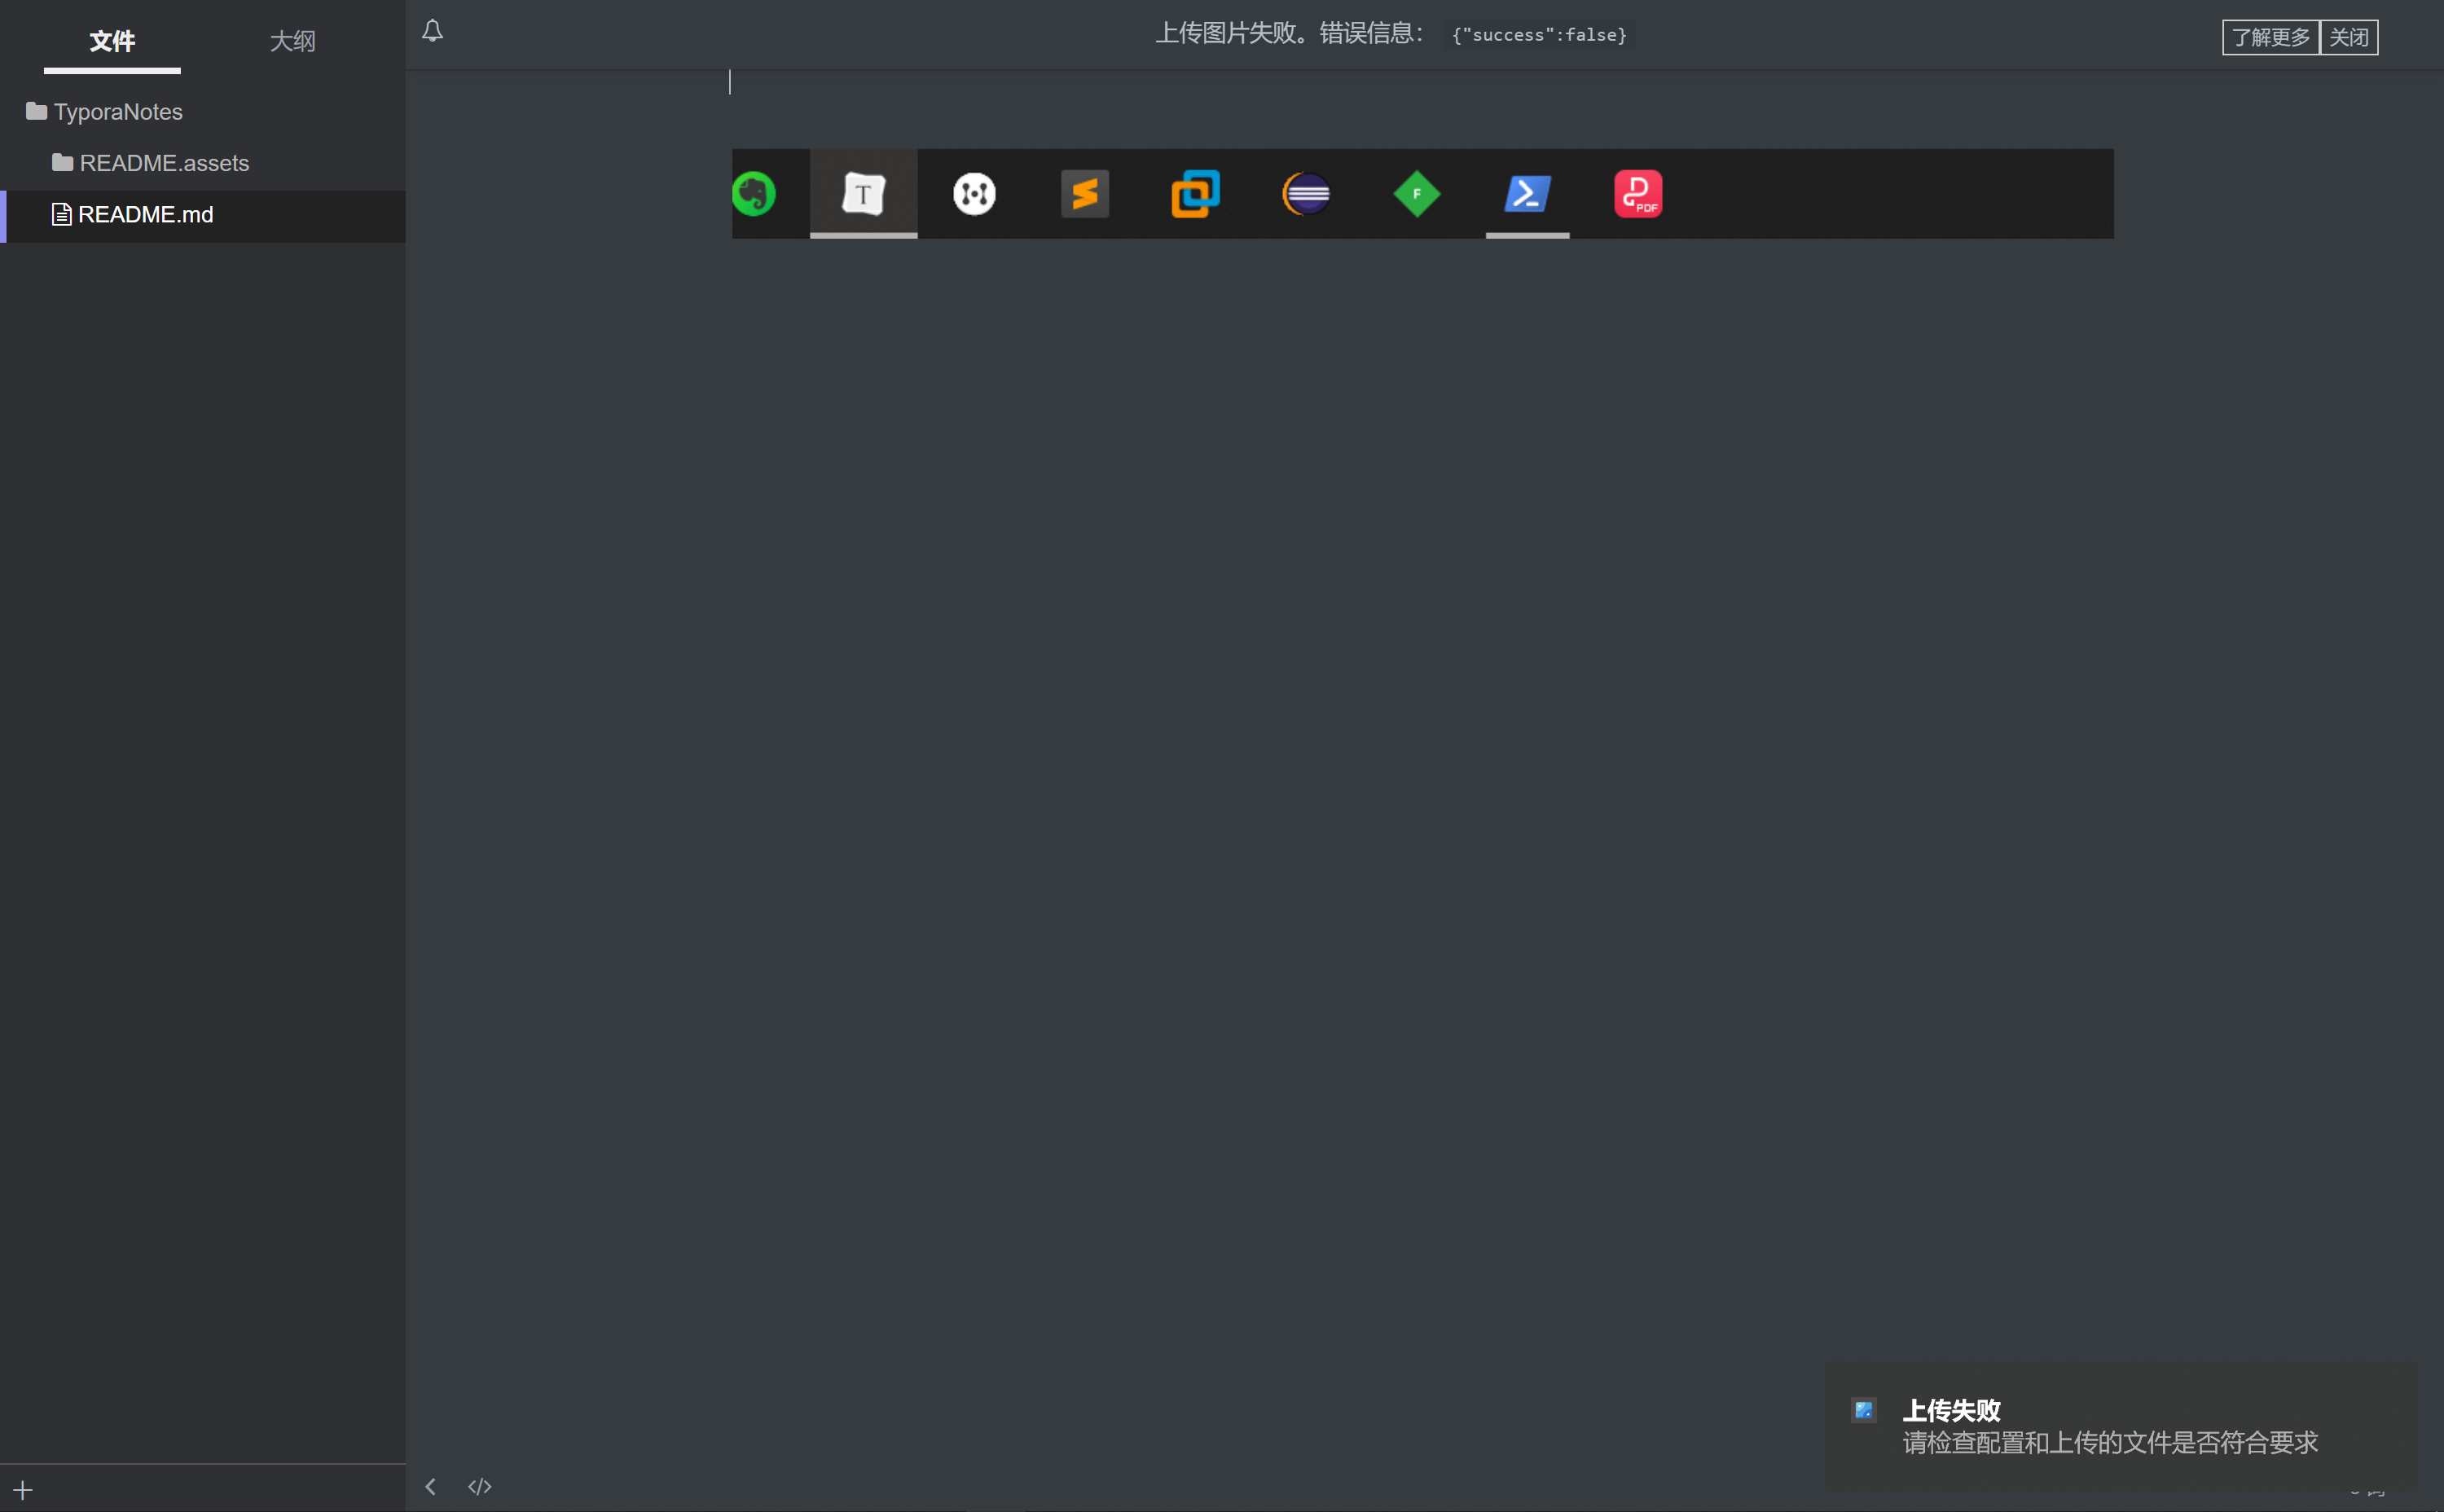 文件 大纲
上传图片失败。错误信息： {"success":false}
了解更多 关闭
TyporaNotes
README.assets
README.md
T
F
PDF
上传失败
请检查配置和上传的文件是否符合要求